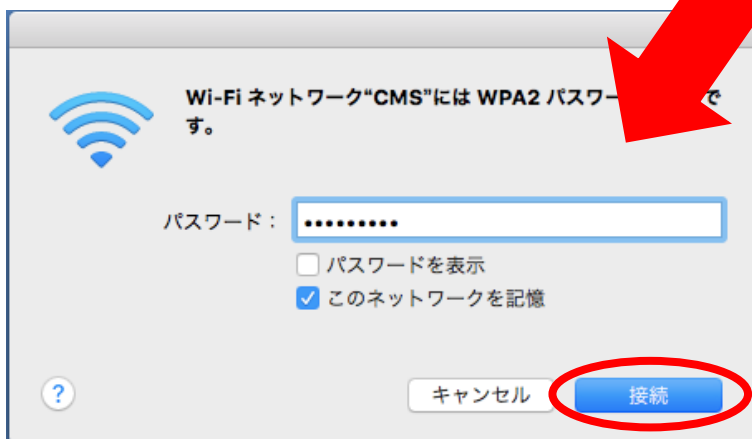 Wi-Fi ネットワーク“CMS”には WPA2 パスワー で
す。
パスワード： •••••••••
パスワードを表示
このネットワークを記憶
? キャンセル 接続